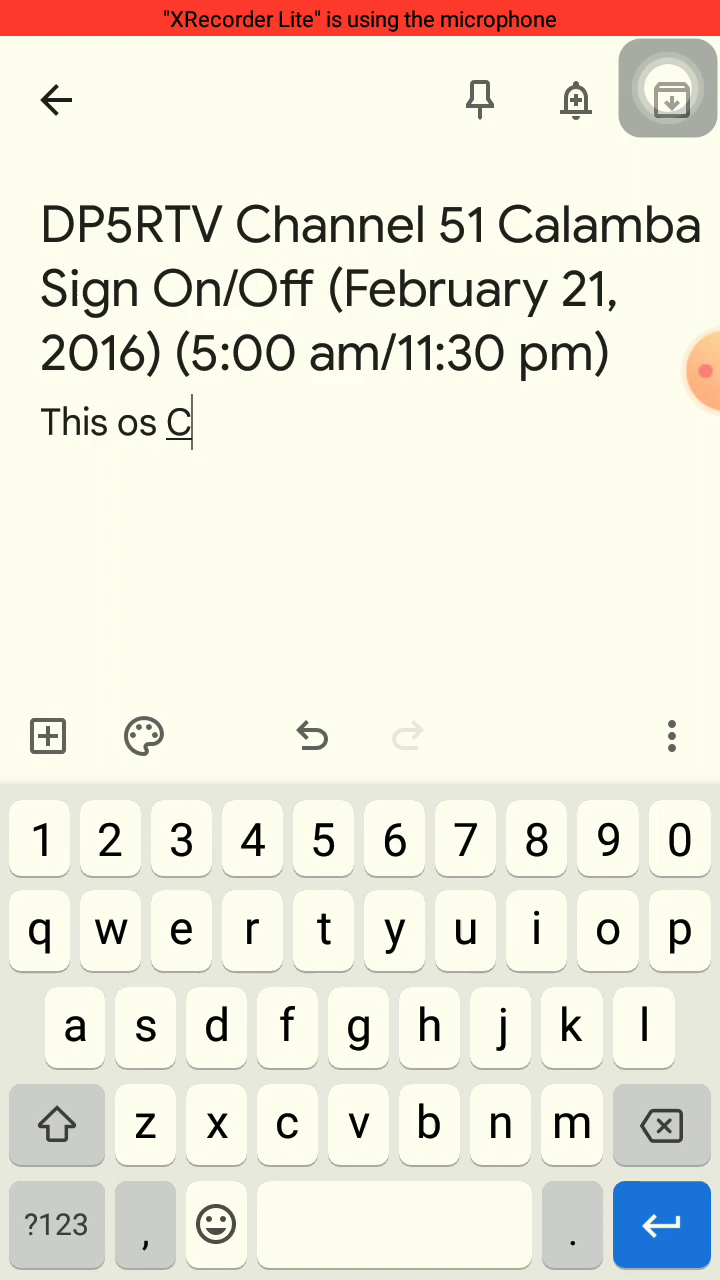 "XRecorder Lite" is using the microphone
DP5RTV Channel 51 Calamba
Sign On/Off (February 21,
2016) (5:00 am/11:30 pm)
This os C
1 2 3 4 5 6 7 8 9 0
q w e r t y u i o p
a s d f g h j k l
z x c v b n m
?123 , .